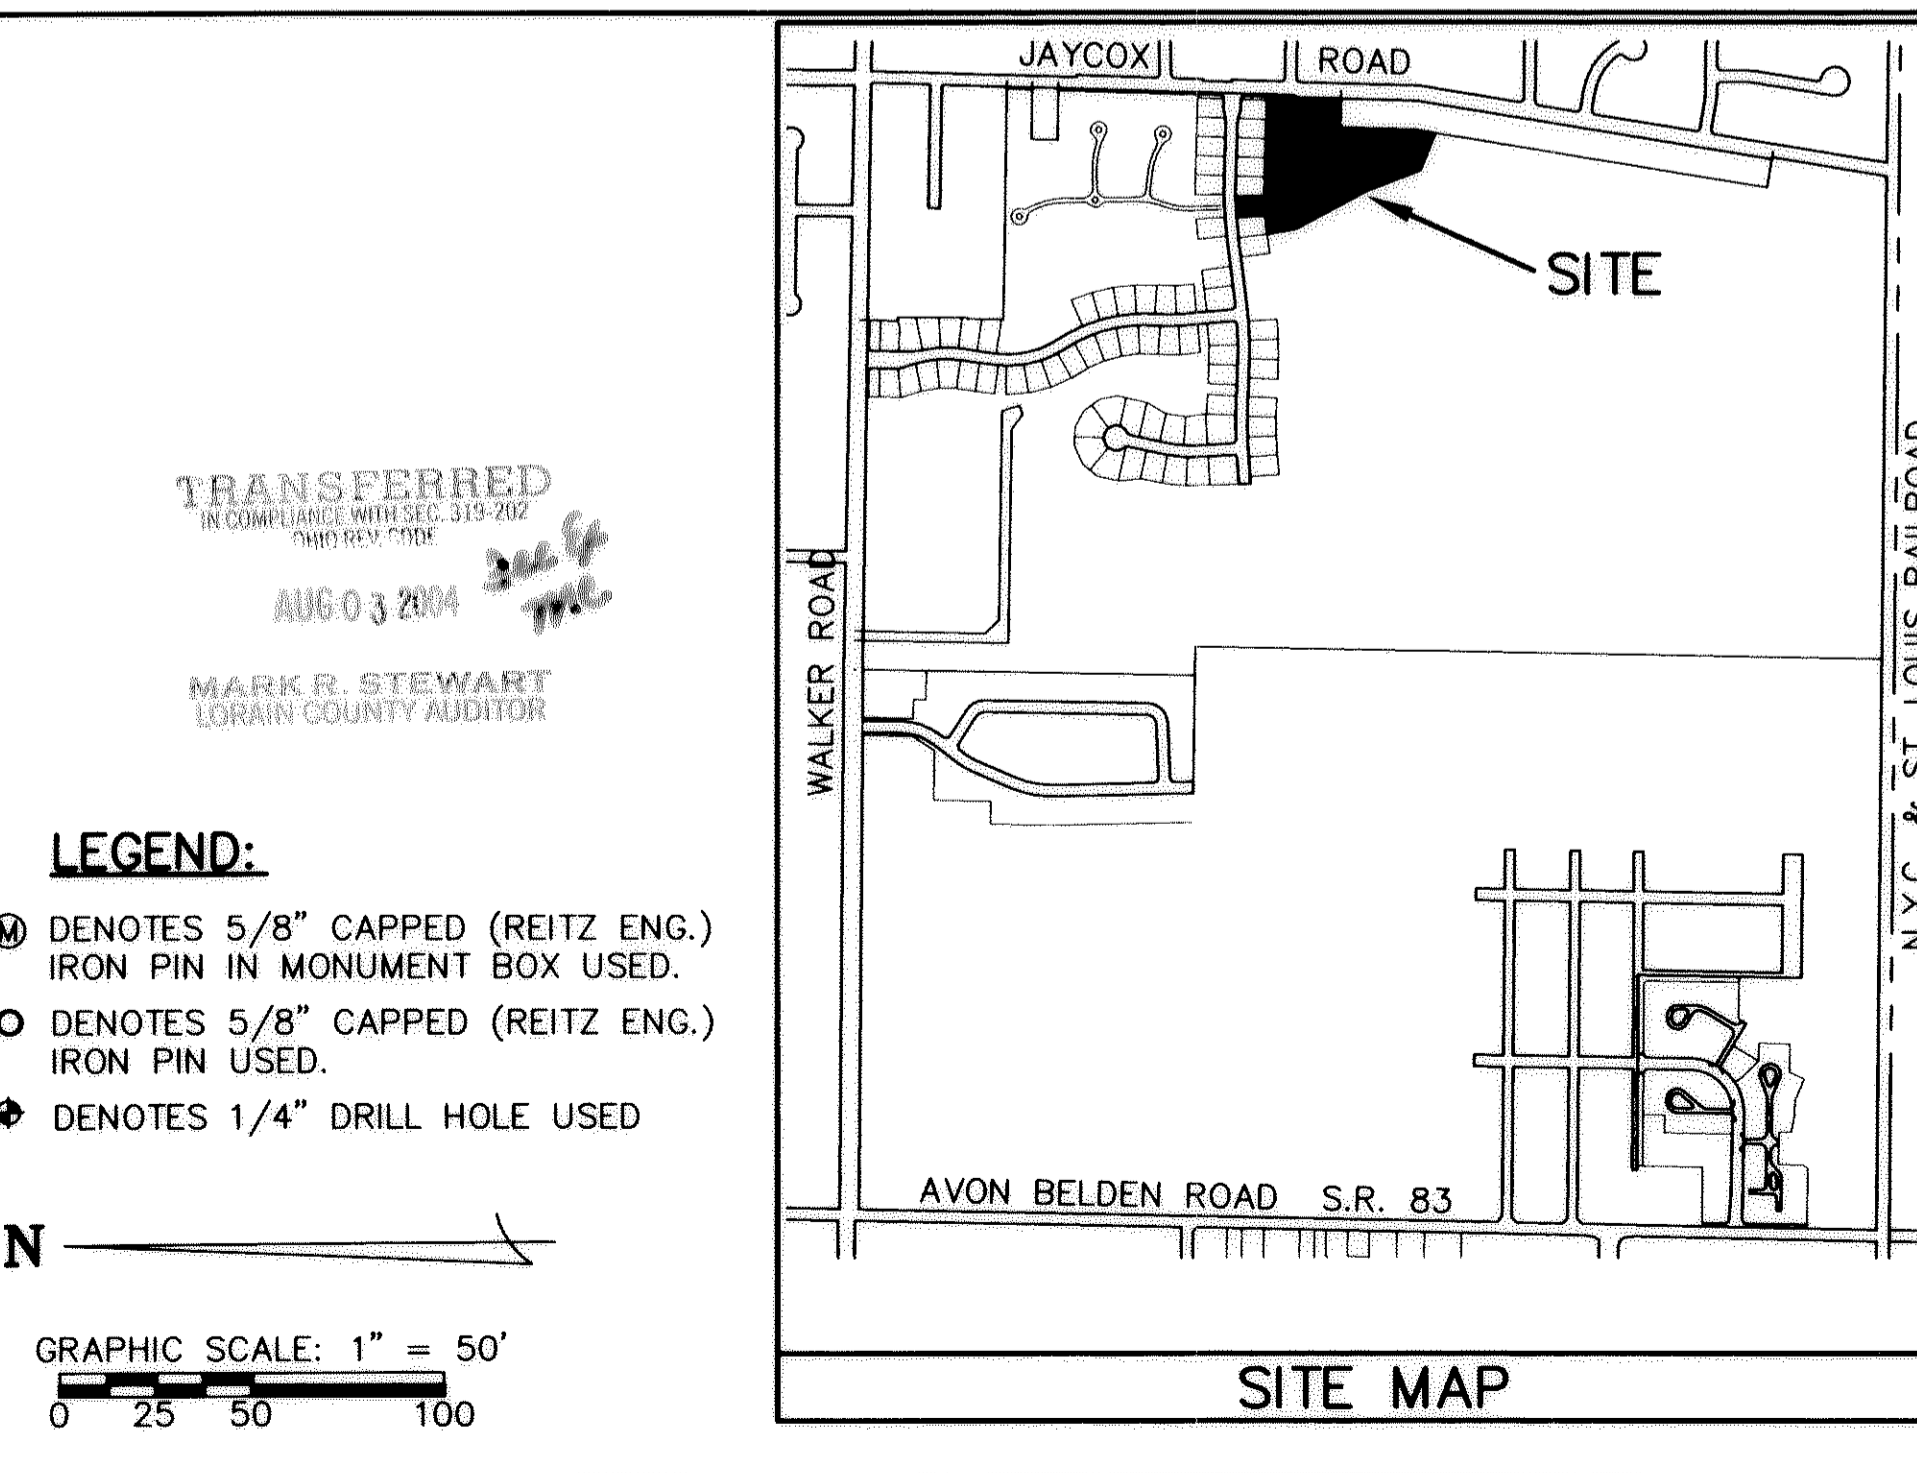 JAYCOX ROAD
SITE
TRANSFERRED
IN COMPLIANCE WITH SEC. 319-202
OHIO REV. CODE
AUG 03 2004
MARK R. STEWART
LORAIN COUNTY AUDITOR
WALKER ROAD
N.Y.C. & ST. LOUIS RAILROAD
LEGEND:
M DENOTES 5/8" CAPPED (REITZ ENG.)
IRON PIN IN MONUMENT BOX USED.
DENOTES 5/8" CAPPED (REITZ ENG.)
IRON PIN USED.
DENOTES 1/4" DRILL HOLE USED
AVON BELDEN ROAD S.R. 83
N
GRAPHIC SCALE: 1" = 50'
0 25 50 100
SITE MAP